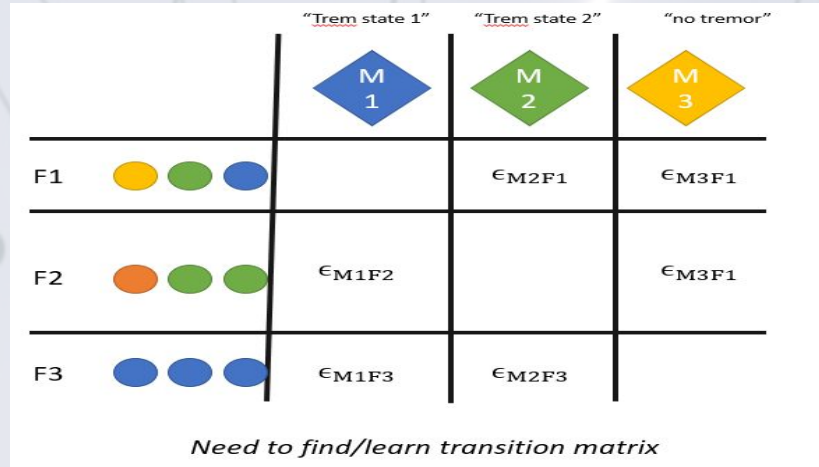 "Trem state 1" "Trem state 2" "no tremor"
M M M
1 2 3
F1 ϵM2F1 ϵM3F1
F2 ϵM1F2 ϵM3F1
F3 ϵM1F3 ϵM2F3
Need to find/learn transition matrix